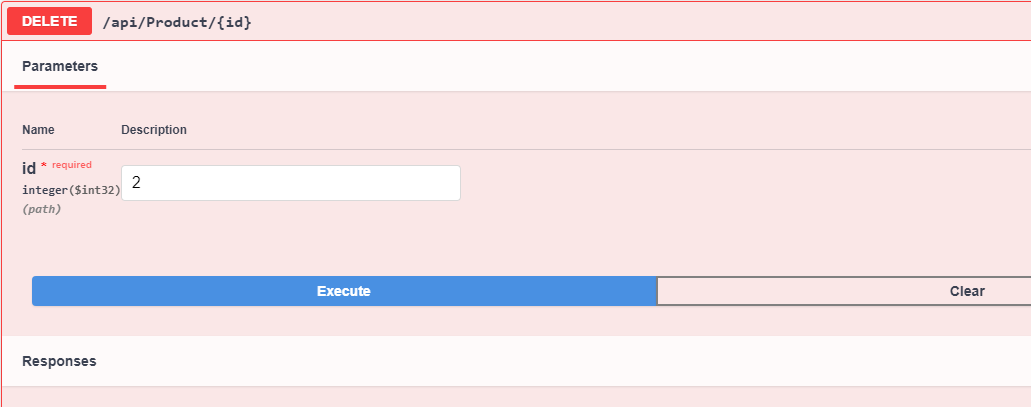 DELETE /api/Product/{id}
Parameters
Name Description
id * required
integer($int32) 2
(path)
Execute Clear
Responses